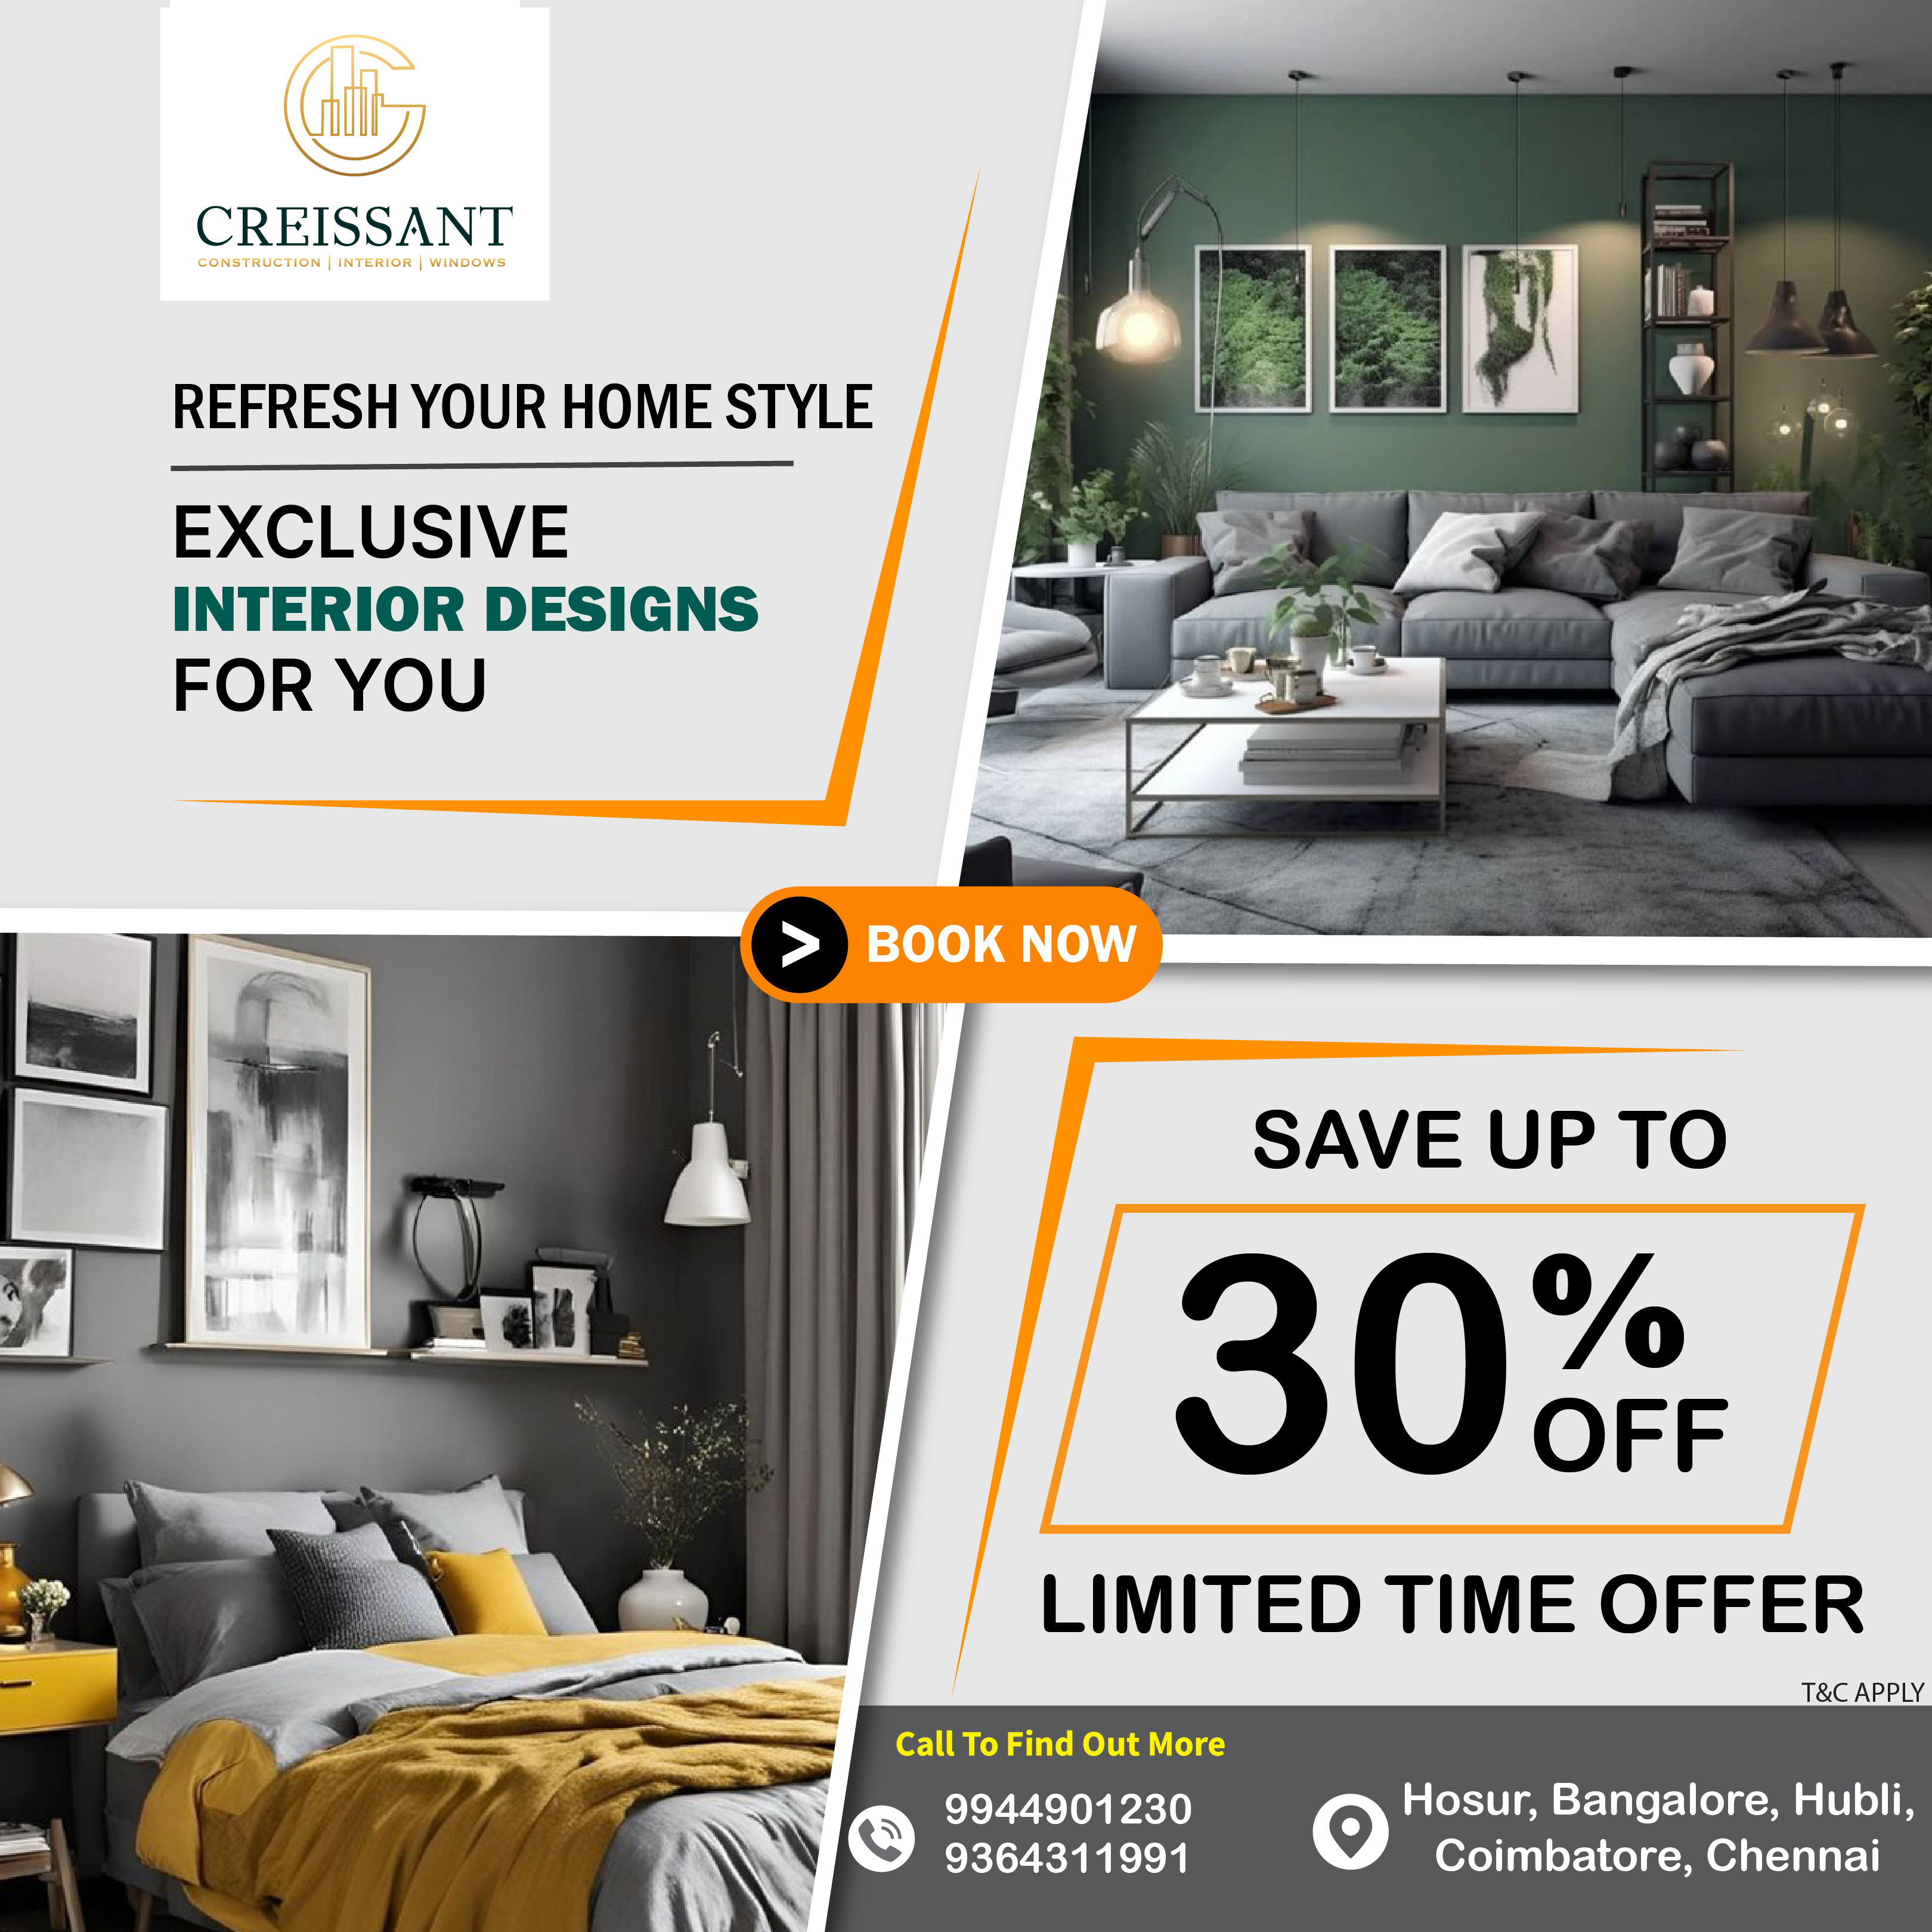 CREISSANT
CONSTRUCTION | INTERIOR | WINDOWS
REFRESH YOUR HOME STYLE
EXCLUSIVE
INTERIOR DESIGNS
FOR YOU
> BOOK NOW
SAVE UP TO
30%
OFF
LIMITED TIME OFFER
T&C APPLY
Call To Find Out More
9944901230
9364311991
Hosur, Bangalore, Hubli,
Coimbatore, Chennai